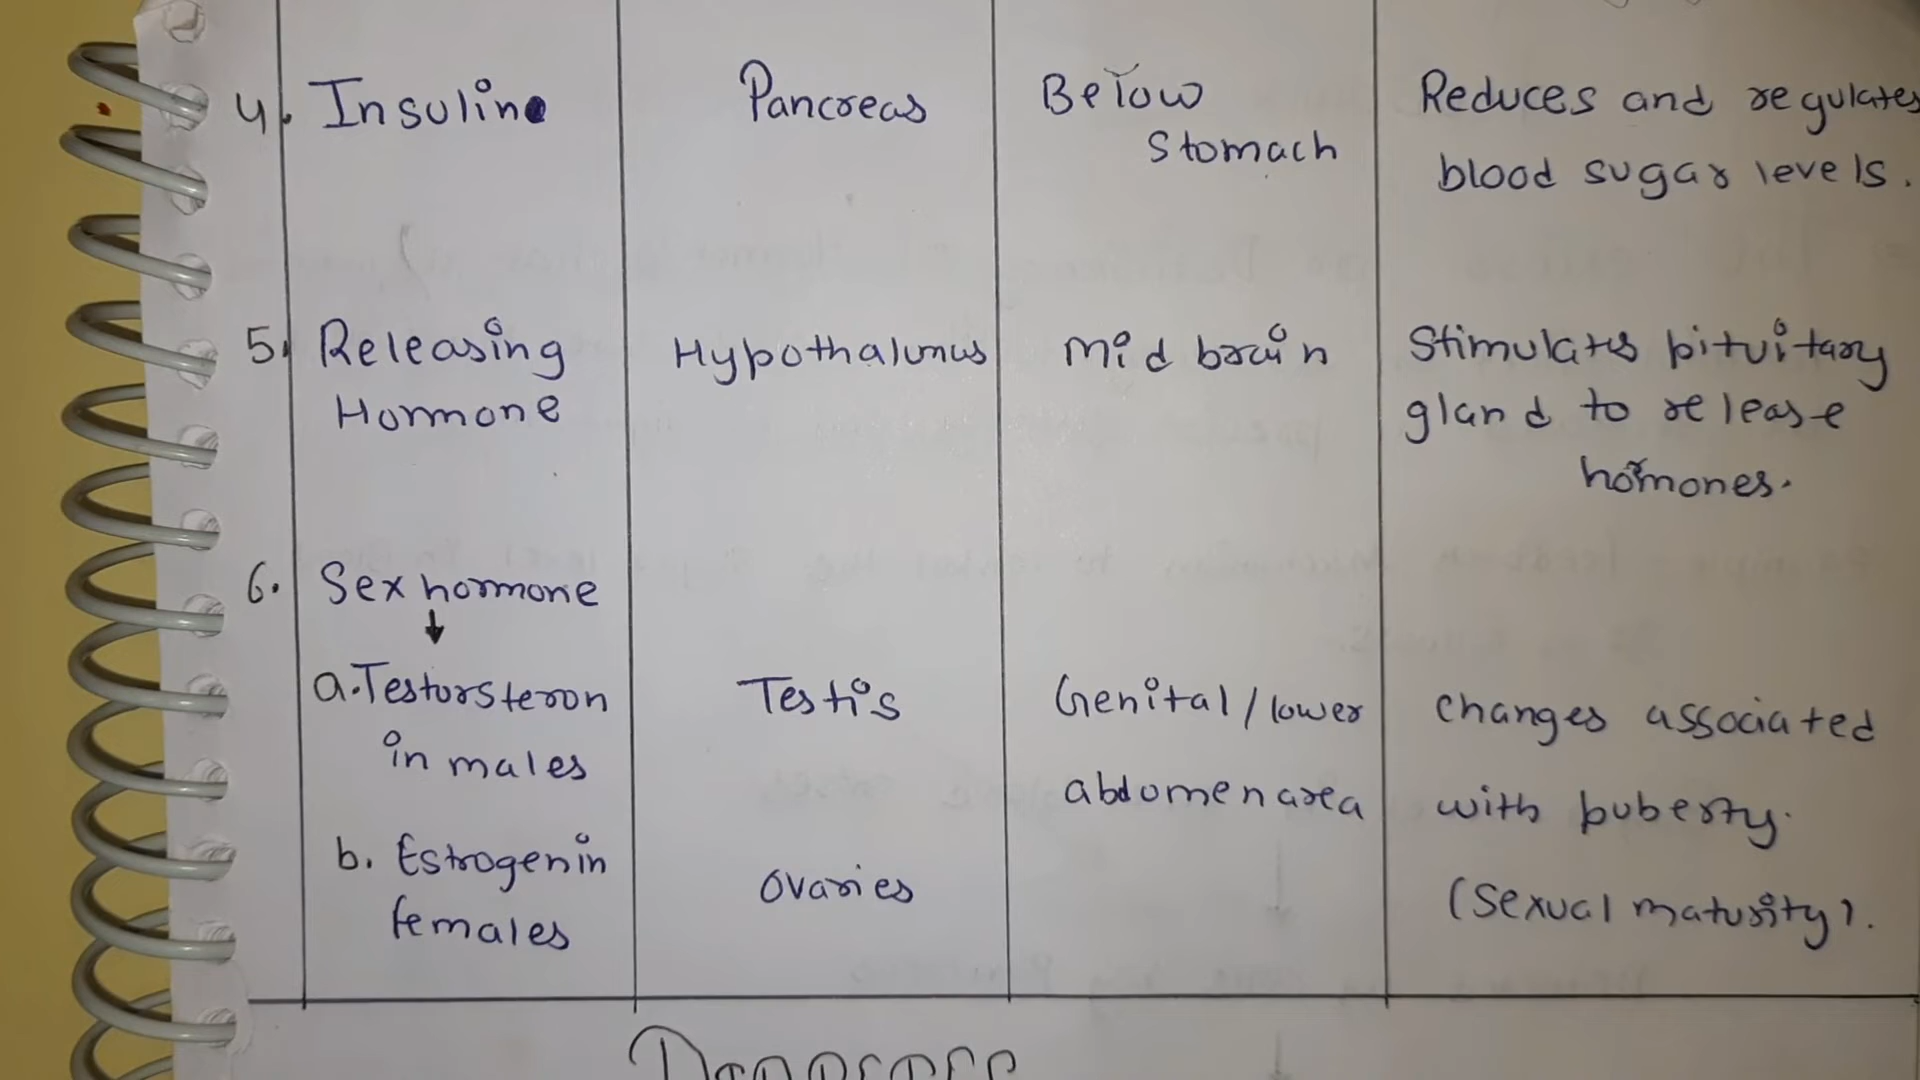 4. Insulin
Pancreas
Below
Stomach
Reduces and regulates
blood sugar levels.
5. Releasing
Hormone
Hypothalumus
Mid brain
Stimulates pituitary
gland to release
hormones.
6. Sex hormone
↓
a. Testorsteron
in males
Testis
Genital / lower
abdomen area
changes associated
with puberty.
(Sexual maturity).
b. Estrogen in
females
Ovaries